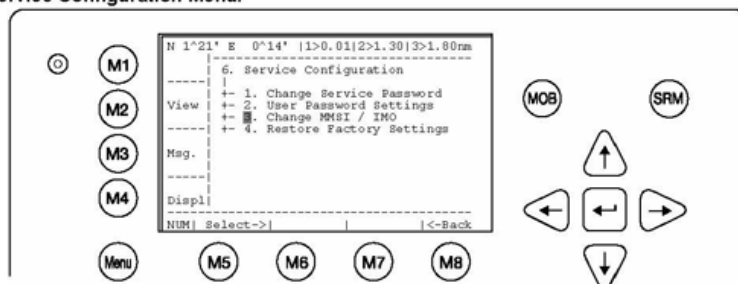 Service Configuration Menu.
N 1^21' E 0^14' |1>0.01|2>1.30|3>1.80nm
6. Service Configuration
+- 1. Change Service Password
View +- 2. User Password Settings
+- 3. Change MMSI / IMO
+- 4. Restore Factory Settings
Msg.
Displ
NUM| Select->| | |<-Back
M1
M2
M3
M4
Menu
M5 M6 M7 M8
MOB SRM